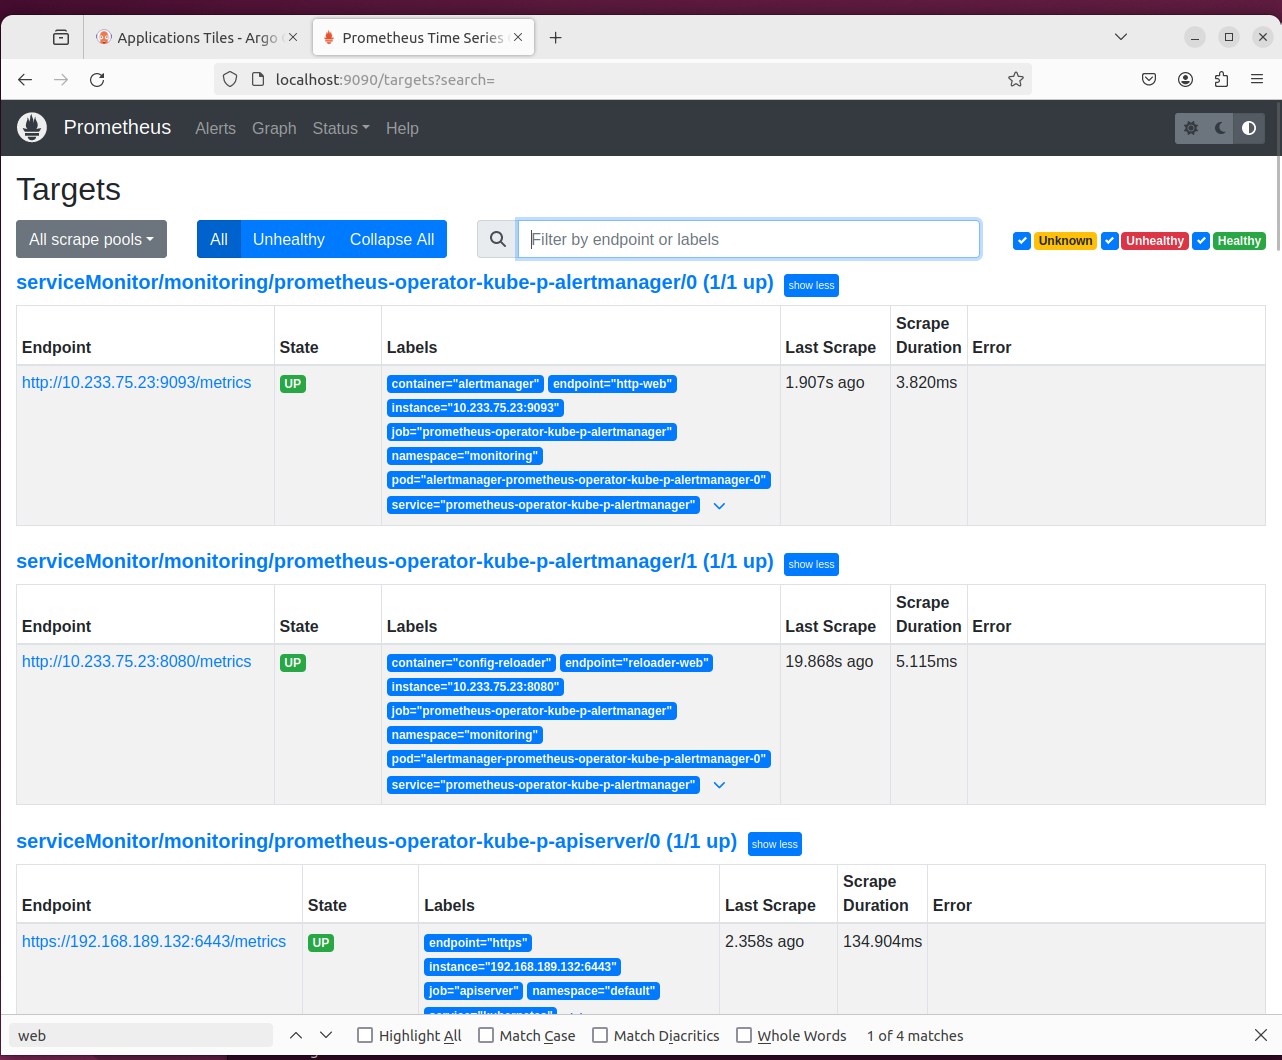 Applications Tiles - Argo
Prometheus Time Series
localhost:9090/targets?search=
Prometheus Alerts Graph Status Help
Targets
All scrape pools All Unhealthy Collapse All Filter by endpoint or labels Unknown Unhealthy Healthy
serviceMonitor/monitoring/prometheus-operator-kube-p-alertmanager/0 (1/1 up) show less
Endpoint State Labels Last Scrape Scrape Duration Error
http://10.233.75.23:9093/metrics UP container="alertmanager" endpoint="http-web" 1.907s ago 3.820ms
instance="10.233.75.23:9093"
job="prometheus-operator-kube-p-alertmanager"
namespace="monitoring"
pod="alertmanager-prometheus-operator-kube-p-alertmanager-0"
service="prometheus-operator-kube-p-alertmanager"
serviceMonitor/monitoring/prometheus-operator-kube-p-alertmanager/1 (1/1 up) show less
Endpoint State Labels Last Scrape Scrape Duration Error
http://10.233.75.23:8080/metrics UP container="config-reloader" endpoint="reloader-web" 19.868s ago 5.115ms
instance="10.233.75.23:8080"
job="prometheus-operator-kube-p-alertmanager"
namespace="monitoring"
pod="alertmanager-prometheus-operator-kube-p-alertmanager-0"
service="prometheus-operator-kube-p-alertmanager"
serviceMonitor/monitoring/prometheus-operator-kube-p-apiserver/0 (1/1 up) show less
Endpoint State Labels Last Scrape Scrape Duration Error
https://192.168.189.132:6443/metrics UP endpoint="https" 2.358s ago 134.904ms
instance="192.168.189.132:6443"
job="apiserver" namespace="default"
service="kubernetes"
web Highlight All Match Case Match Diacritics Whole Words 1 of 4 matches